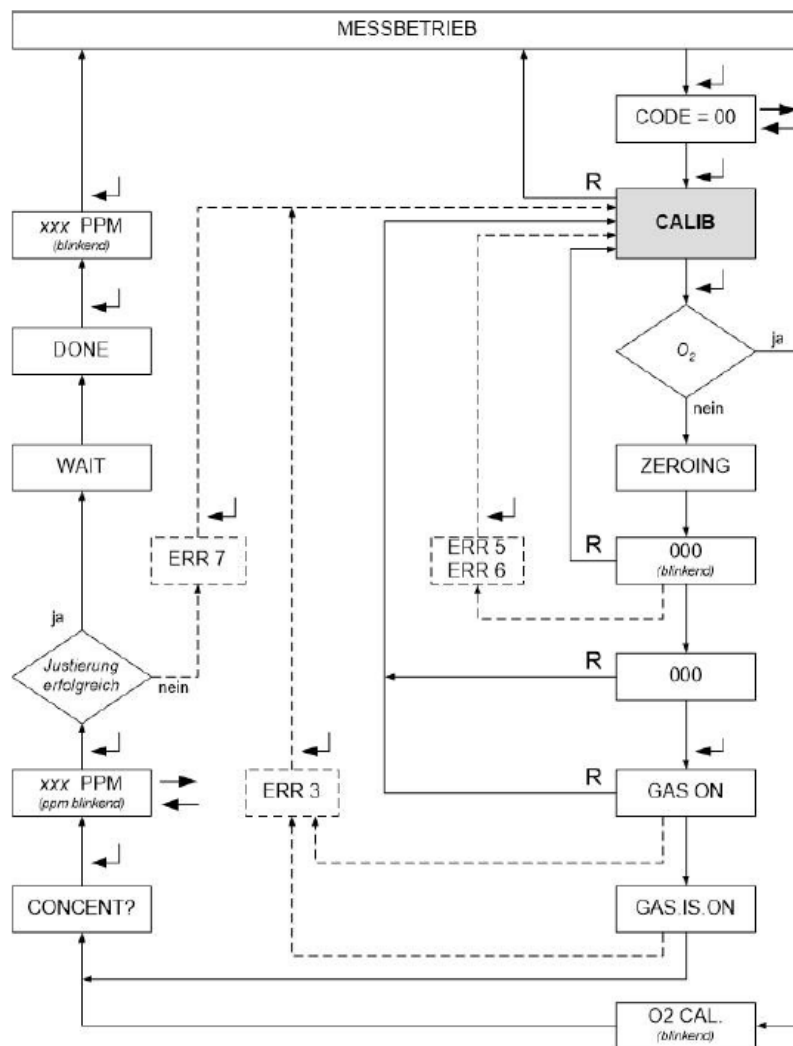 MESSBETRIEB
CODE = 00
R
CALIB
xxx PPM
(blinkend)
O2
ja
nein
DONE
WAIT
ZEROING
ERR 7
ERR 5
ERR 6
R
000
(blinkend)
ja
Justierung
erfolgreich
nein
R
000
xxx PPM
(ppm blinkend)
ERR 3
R
GAS ON
CONCENT?
GAS.IS.ON
O2 CAL.
(blinkend)